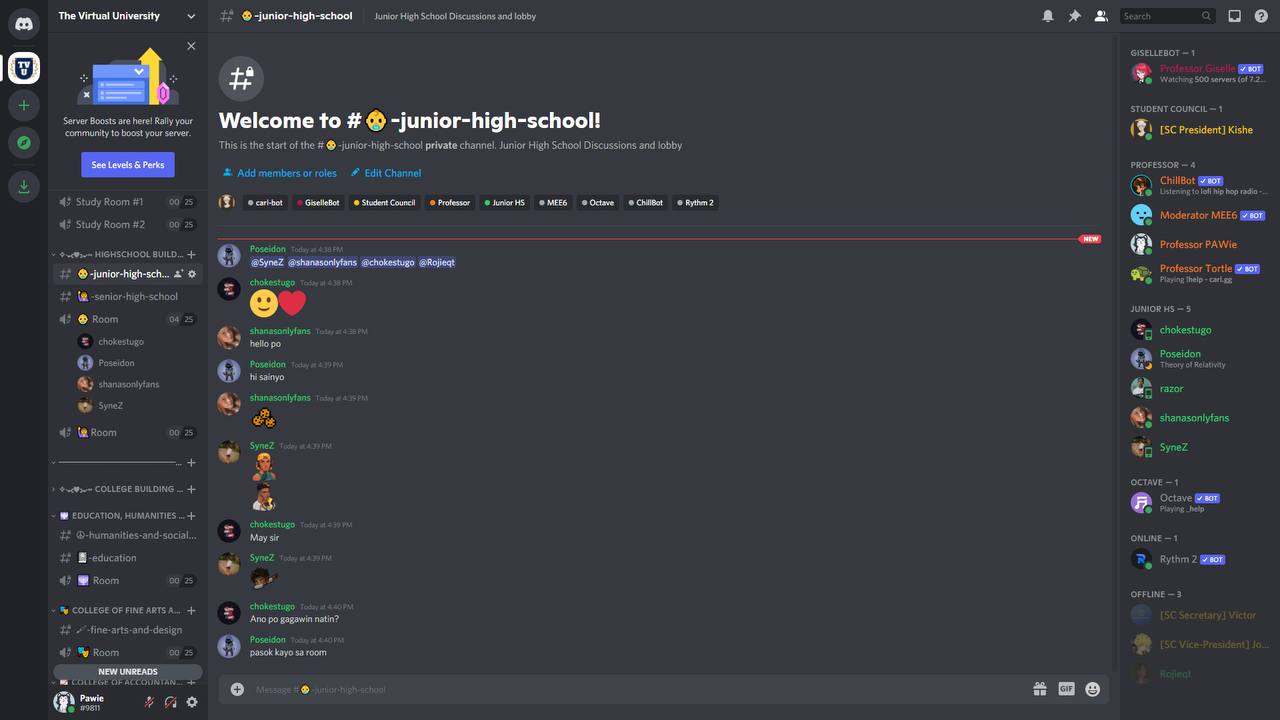 The Virtual University
Server Boosts are here! Rally your
community to boost your server.
See Levels & Perks
Study Room #1 00 25
Study Room #2 00 25
HIGHSCHOOL BUILD...
-junior-high-sch...
-senior-high-school
Room 04 25
chokestugo
Poseidon
shanasonlyfans
SyneZ
Room 00 25
COLLEGE BUILDING ...
EDUCATION, HUMANITIES ...
-humanities-and-social...
-education
Room 00 25
COLLEGE OF FINE ARTS A...
-fine-arts-and-design
Room 00 25
NEW UNREADS
Pawie
#9811
-junior-high-school Junior High School Discussions and lobby
Search
Welcome to # -junior-high-school!
This is the start of the # -junior-high-school private channel. Junior High School Discussions and lobby
Add members or roles Edit Channel
carl-bot GiselleBot Student Council Professor Junior HS MEE6 Octave ChillBot Rythm 2
NEW
Poseidon Today at 4:38 PM
@SyneZ @shanasonlyfans @chokestugo @Rojieqt
chokestugo Today at 4:38 PM
shanasonlyfans Today at 4:38 PM
hello po
Poseidon Today at 4:39 PM
hi sainyo
shanasonlyfans Today at 4:39 PM
SyneZ Today at 4:39 PM
chokestugo Today at 4:39 PM
May sir
SyneZ Today at 4:39 PM
chokestugo Today at 4:40 PM
Ano po gagawin natin?
Poseidon Today at 4:40 PM
pasok kayo sa room
Message # -junior-high-school
GIF
GISELLEBOT — 1
Professor Giselle BOT
Watching 500 servers (of 7.2...
STUDENT COUNCIL — 1
[SC President] Kishe
PROFESSOR — 4
ChillBot BOT
Listening to lofi hip hop radio -...
Moderator MEE6 BOT
Professor PAWie
Professor Tortle BOT
Playing !help - carl.gg
JUNIOR HS — 5
chokestugo
Poseidon
Theory of Relativity
razor
shanasonlyfans
SyneZ
OCTAVE — 1
Octave BOT
Playing _help
ONLINE — 1
Rythm 2 BOT
OFFLINE — 3
[SC Secretary] Victor
[SC Vice-President] Jo...
Rojieqt